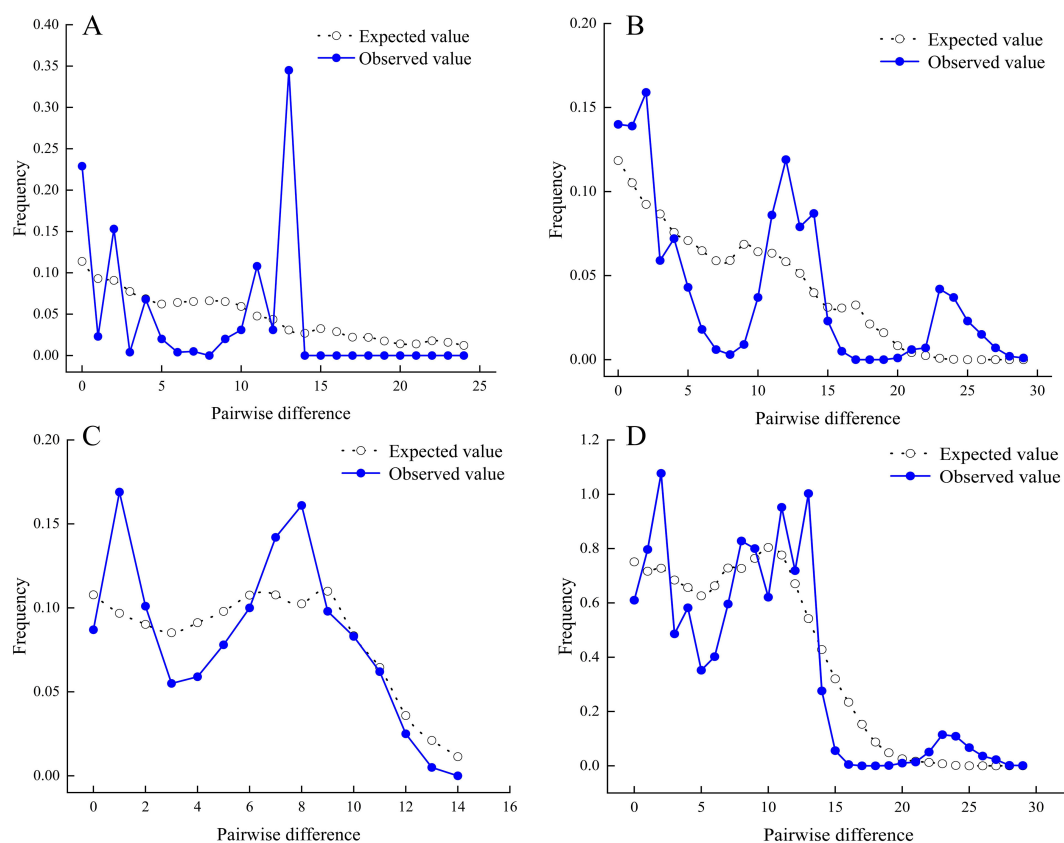 A
Expected value
Observed value
0.40
0.35
0.30
0.25
0.20
0.15
0.10
0.05
0.00
Frequency
0 5 10 15 20 25
Pairwise difference
B
Expected value
Observed value
0.20
0.15
0.10
0.05
0.00
Frequency
0 5 10 15 20 25 30
Pairwise difference
C
Expected value
Observed value
0.20
0.15
0.10
0.05
0.00
Frequency
0 2 4 6 8 10 12 14 16
Pairwise difference
D
Expected value
Observed value
1.2
1.0
0.8
0.6
0.4
0.2
0.0
Frequency
0 5 10 15 20 25 30
Pairwise difference